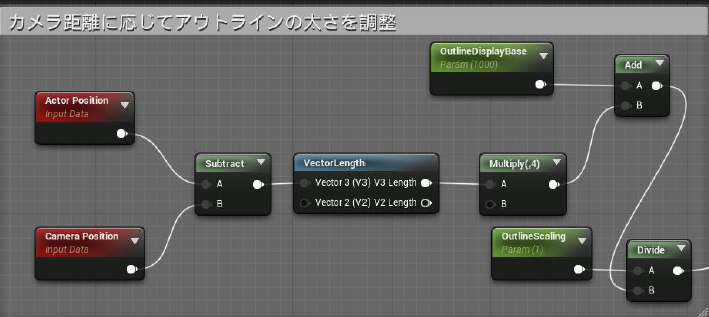 カメラ距離に応じてアウトラインの太さを調整
OutlineDisplayBase
Param (1000)
Add
A
B
Actor Position
Input Data
Subtract
A
B
VectorLength
Vector 3 (V3) V3 Length
Vector 2 (V2) V2 Length
Multiply(,4)
A
B
Camera Position
Input Data
OutlineScaling
Param (1)
Divide
A
B